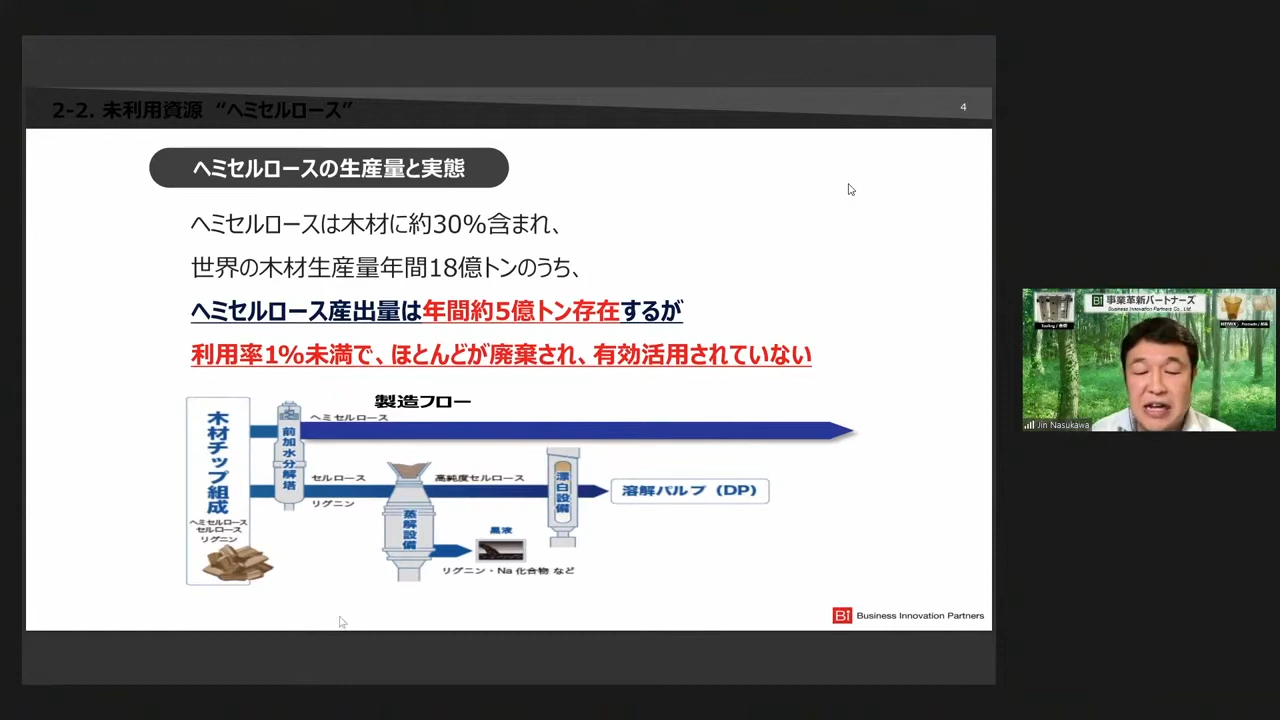 2-2. 未利用資源 “ヘミセルロース”
4
ヘミセルロースの生産量と実態
ヘミセルロースは木材に約30%含まれ、
世界の木材生産量年間18億トンのうち、
ヘミセルロース産出量は年間約5億トン存在するが
利用率1%未満で、ほとんどが廃棄され、有効活用されていない
製造フロー
木材チップ組成
ヘミセルロース
セルロース
リグニン
前加水分解塔
ヘミセルロース
セルロース
リグニン
蒸解設備
高純度セルロース
漂白設備
溶解パルプ（DP）
黒液
リグニン・Na 化合物 など
Bi Business Innovation Partners
Bi 事業革新パートナーズ
Business Innovation Partners Co., Ltd.
Jin Nasukawa